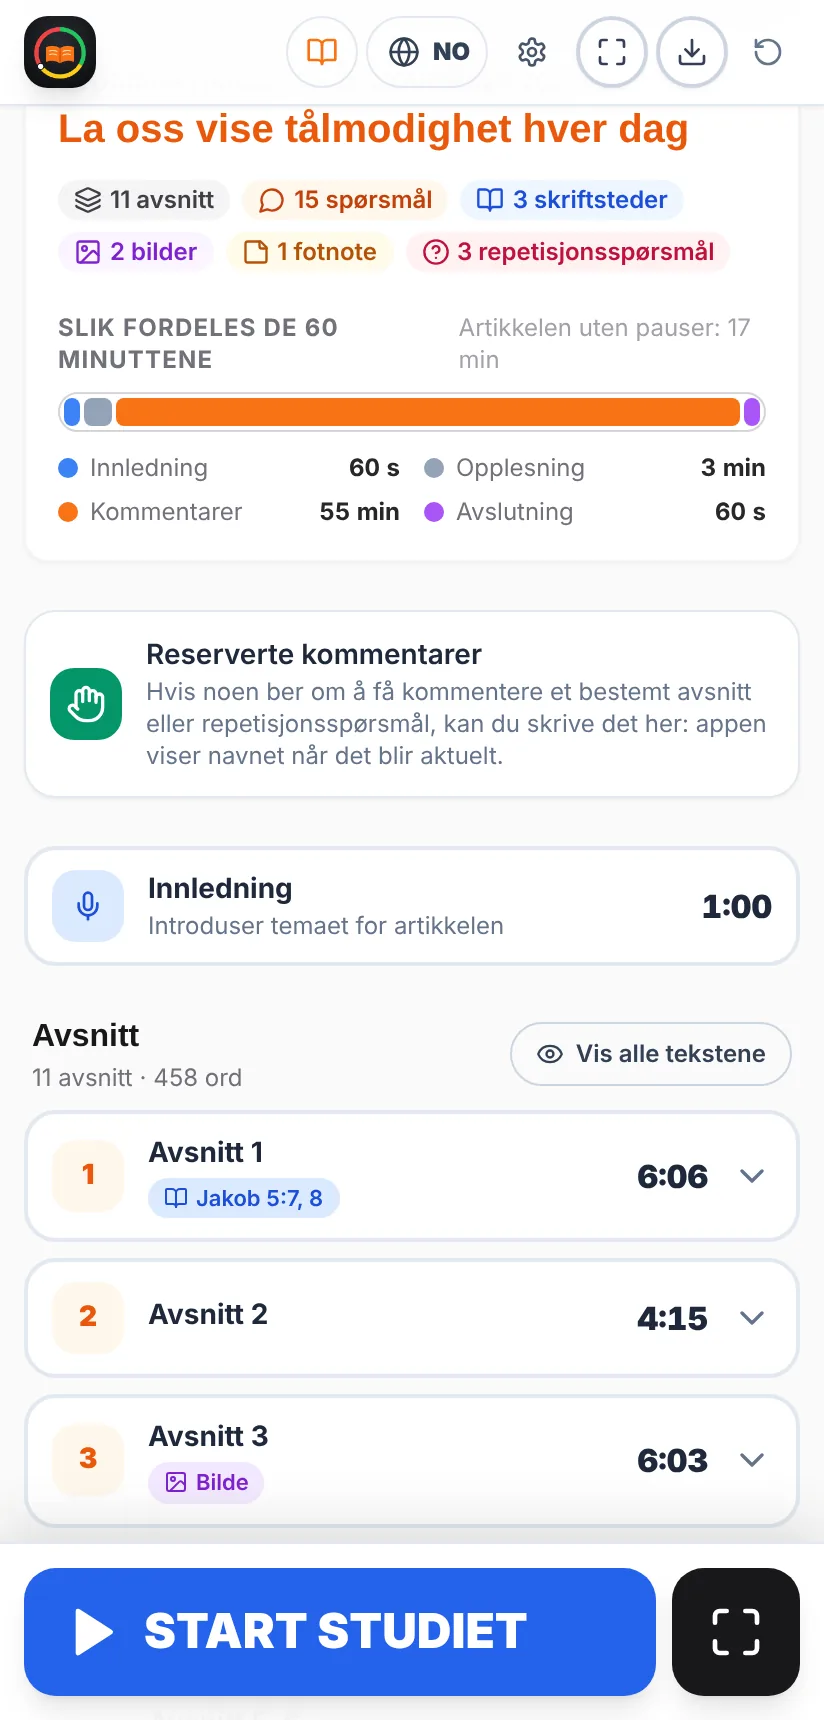 NO
La oss vise tålmodighet hver dag
11 avsnitt
15 spørsmål
3 skriftsteder
2 bilder
1 fotnote
3 repetisjonsspørsmål
SLIK FORDELES DE 60
MINUTTENE
Artikkelen uten pauser: 17
min
Innledning 60 s
Opplesning 3 min
Kommentarer 55 min
Avslutning 60 s
Reserverte kommentarer
Hvis noen ber om å få kommentere et bestemt avsnitt
eller repetisjonsspørsmål, kan du skrive det her: appen
viser navnet når det blir aktuelt.
Innledning
Introduser temaet for artikkelen
1:00
Avsnitt
11 avsnitt · 458 ord
Vis alle tekstene
1
Avsnitt 1
Jakob 5:7, 8
6:06
2
Avsnitt 2
4:15
3
Avsnitt 3
Bilde
6:03
START STUDIET